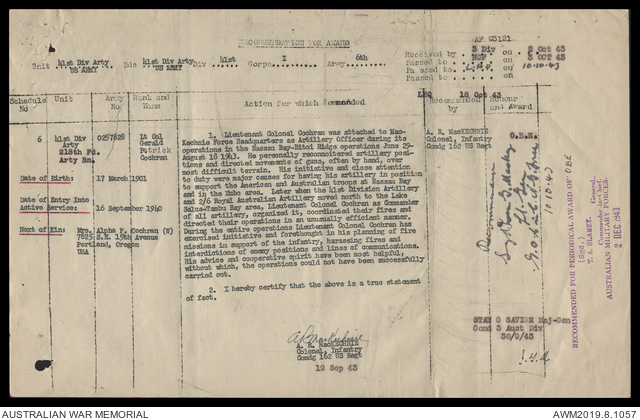 RECOMMENDATION FOR AWARD
AF 23121
Unit 41st Div Arty US ARMY Bde 41st Div Arty US ARMY Div 41st Corps I Army 6th
Received by 3 Div on 2 Oct 43
Passed to NGF on 5 OCT 43
Passed to on 10.10.43
LHQ 18 Oct 43
Schedule No Unit Army No Rank and Name Action for which commended Recommended by Honour and Award
6 41st Div Arty 218th Fd. Arty Bn. 0257828 Lt Col Gerald Patrick Cochran
A. R. MacKECHNIE
Colonel, Infantry
Comdg 162 US Regt
O.B.E.
1. Lieutenant Colonel Cochran was attached to Mac-
Kechnie Force Headquarters as Artillery Officer during its
operations in the Nassau Bay-Bitoi Ridge operations June 29-
August 18 1943. He personally reconnoitered artillery posi-
tions and directed movements of guns, often by hand, over
most difficult terrain. His initiative and close attention
to duty were major causes for having his artillery in position
to support the American and Australian troops at Nassau Bay
and in the Mubo area. Later when the 41st Division Artillery
and 2/6 Royal Australian Artillery moved north to the Lake
Salus-Tambu Bay area, Lieutenant Colonel Cochran as Commander
of all artillery, organized it, coordinated their fires and
directed their operations in an unusually efficient manner.
During the entire operations Lieutenant Colonel Cochran
exercised initiative and forethought in his planning of fire
missions in support of the infantry, harassing fires and
interdictions of enemy positions and lines of communications.
His advice and cooperative spirit have been most helpful,
without which, the operations could not have been successfully
carried out.
2. I hereby certify that the above is a true statement
of fact.
Date of Birth: 17 March 1901
Date of Entry Into
Active Service: 16 September 1940
Next of Kin: Mrs. Alpha F. Cochran (W)
7825 S.E. 19th Avenue
Portland, Oregon
USA
A. R. MacKECHNIE
Colonel, Infantry
Comdg 162 US Regt
19 Sep 43
10.10.43
STAN G SAVIGE Maj-Gen
Comd 3 Aust Div
30/9/43
RECOMMENDED FOR PERIODICAL AWARD OF OBE
(Sgd.)
T. A. BLAMEY. General,
Commander-in-Chief,
AUSTRALIAN MILITARY FORCES.
2 DEC 1943
AUSTRALIAN WAR MEMORIAL
AWM2019.8.1057